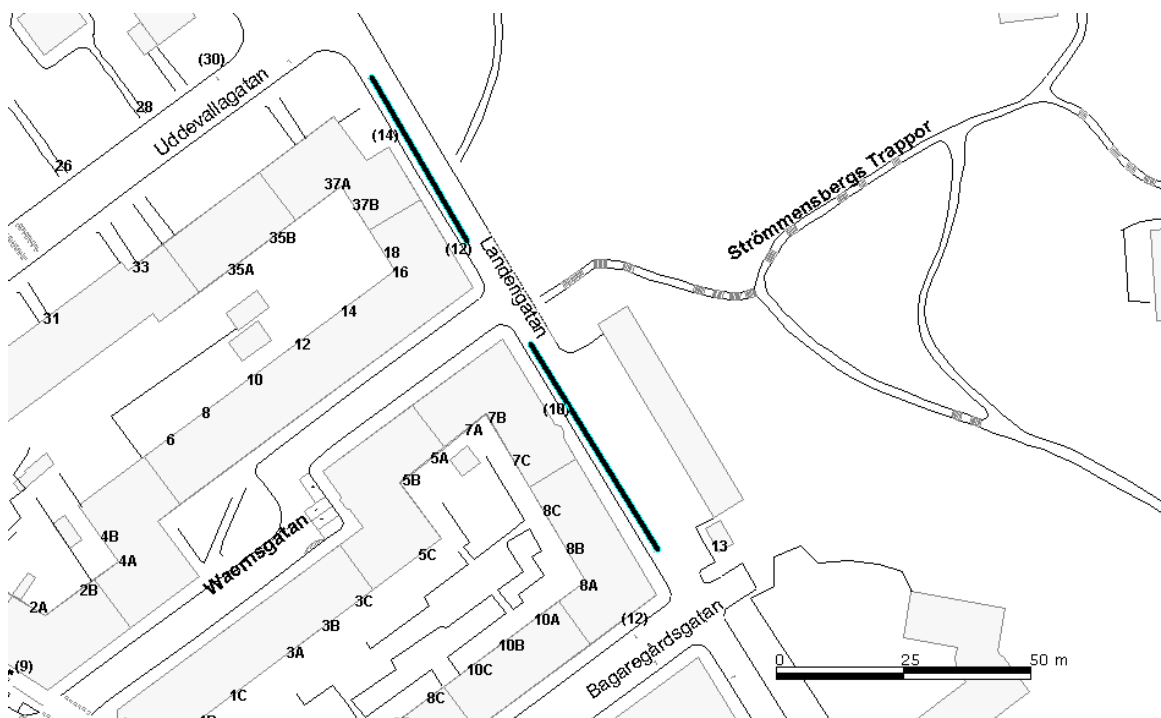 (30)
28
Uddevallagatan
26
(14)
Strömmensbergs Trappor
37A
37B
35B
18
(12)
Landerigatan
33
35A
16
31
14
12
10
8
6
(10)
7B
7A
5A
7C
5B
8C
4B
4A
Waernsgatan
5C
8B
13
2B
8A
2A
3C
10A
(12)
3B
10B
Bagaregårdsgatan
3A
10C
(9)
1C
8C
0
25
50 m